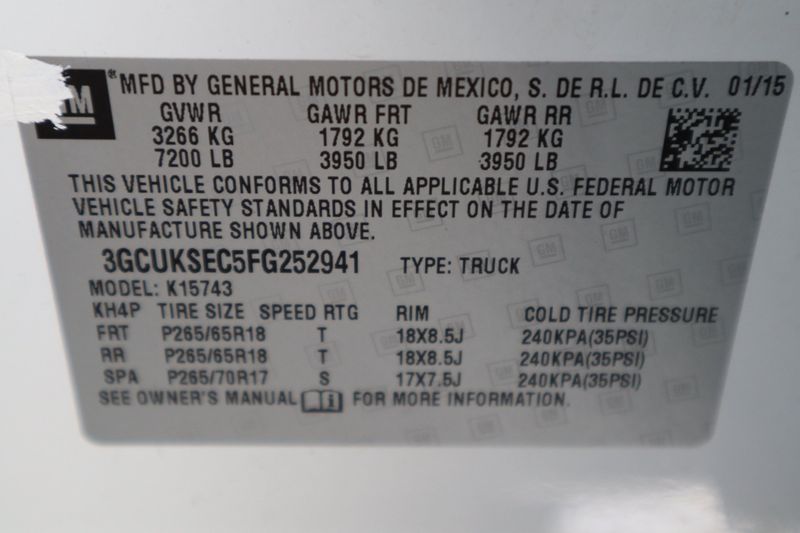 GM ® MFD BY GENERAL MOTORS DE MEXICO, S. DE R.L. DE C.V. 01/15
GVWR GAWR FRT GAWR RR
3266 KG 1792 KG 1792 KG
7200 LB 3950 LB 3950 LB
THIS VEHICLE CONFORMS TO ALL APPLICABLE U.S. FEDERAL MOTOR
VEHICLE SAFETY STANDARDS IN EFFECT ON THE DATE OF
MANUFACTURE SHOWN ABOVE.
3GCUKSEC5FG252941 TYPE: TRUCK
MODEL: K15743
KH4P TIRE SIZE SPEED RTG RIM COLD TIRE PRESSURE
FRT P265/65R18 T 18X8.5J 240KPA(35PSI)
RR P265/65R18 T 18X8.5J 240KPA(35PSI)
SPA P265/70R17 S 17X7.5J 240KPA(35PSI)
SEE OWNER'S MANUAL FOR MORE INFORMATION.